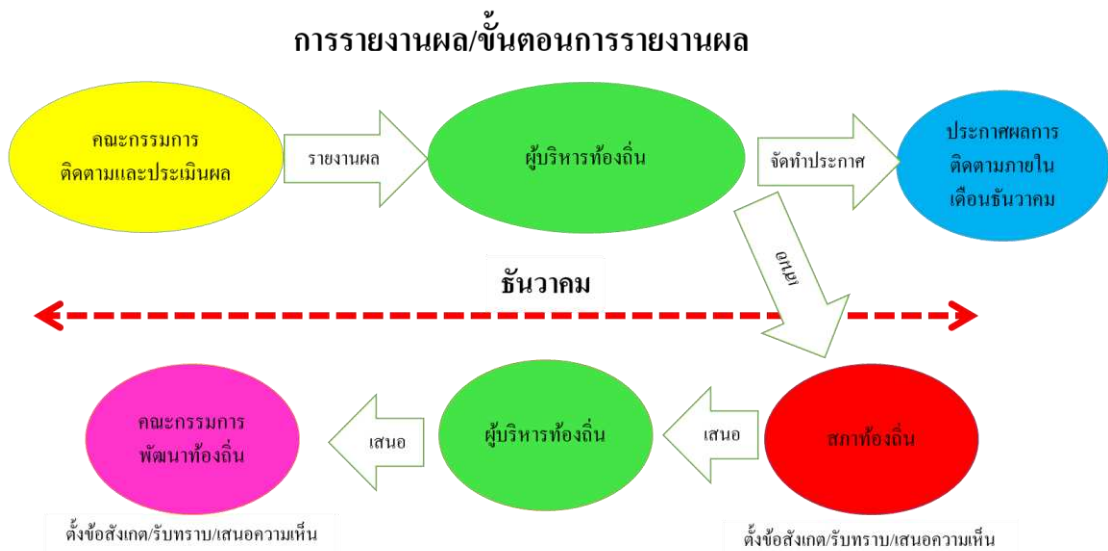 การรายงานผล/ขั้นตอนการรายงานผล
คณะกรรมการ
ติดตามและประเมินผล
รายงานผล
ผู้บริหารท้องถิ่น
จัดทำประกาศ
ประกาศผลการ
ติดตามภายใน
เดือนธันวาคม
เสนอ
ธันวาคม
คณะกรรมการ
พัฒนาท้องถิ่น
เสนอ
ผู้บริหารท้องถิ่น
เสนอ
สภาท้องถิ่น
ตั้งข้อสังเกต/รับทราบ/เสนอความเห็น
ตั้งข้อสังเกต/รับทราบ/เสนอความเห็น